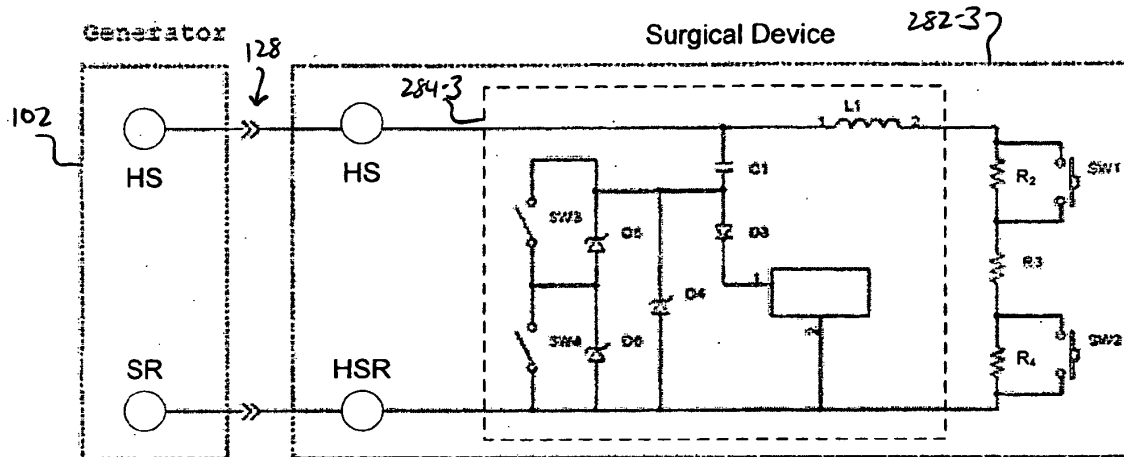 Generator
128
Surgical Device
282-3
102
284-3
HS
HS
L1
1
2
C1
R2
SW1
SW3
D5
D3
R3
D4
1
SW4
D6
2
R4
SW2
SR
HSR